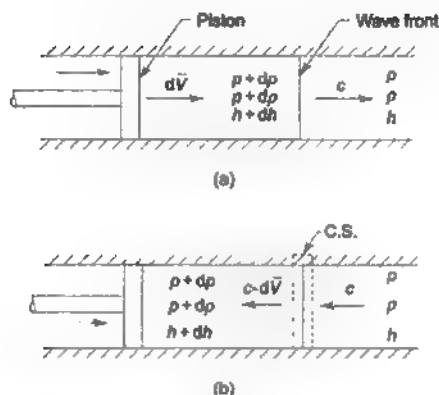 Piston Wave front
dV̄ p + dp c p
ρ + dρ ρ
h + dh h
(a)
C.S.
p + dp p
ρ + dρ c-dV̄ c ρ
h + dh h
(b)